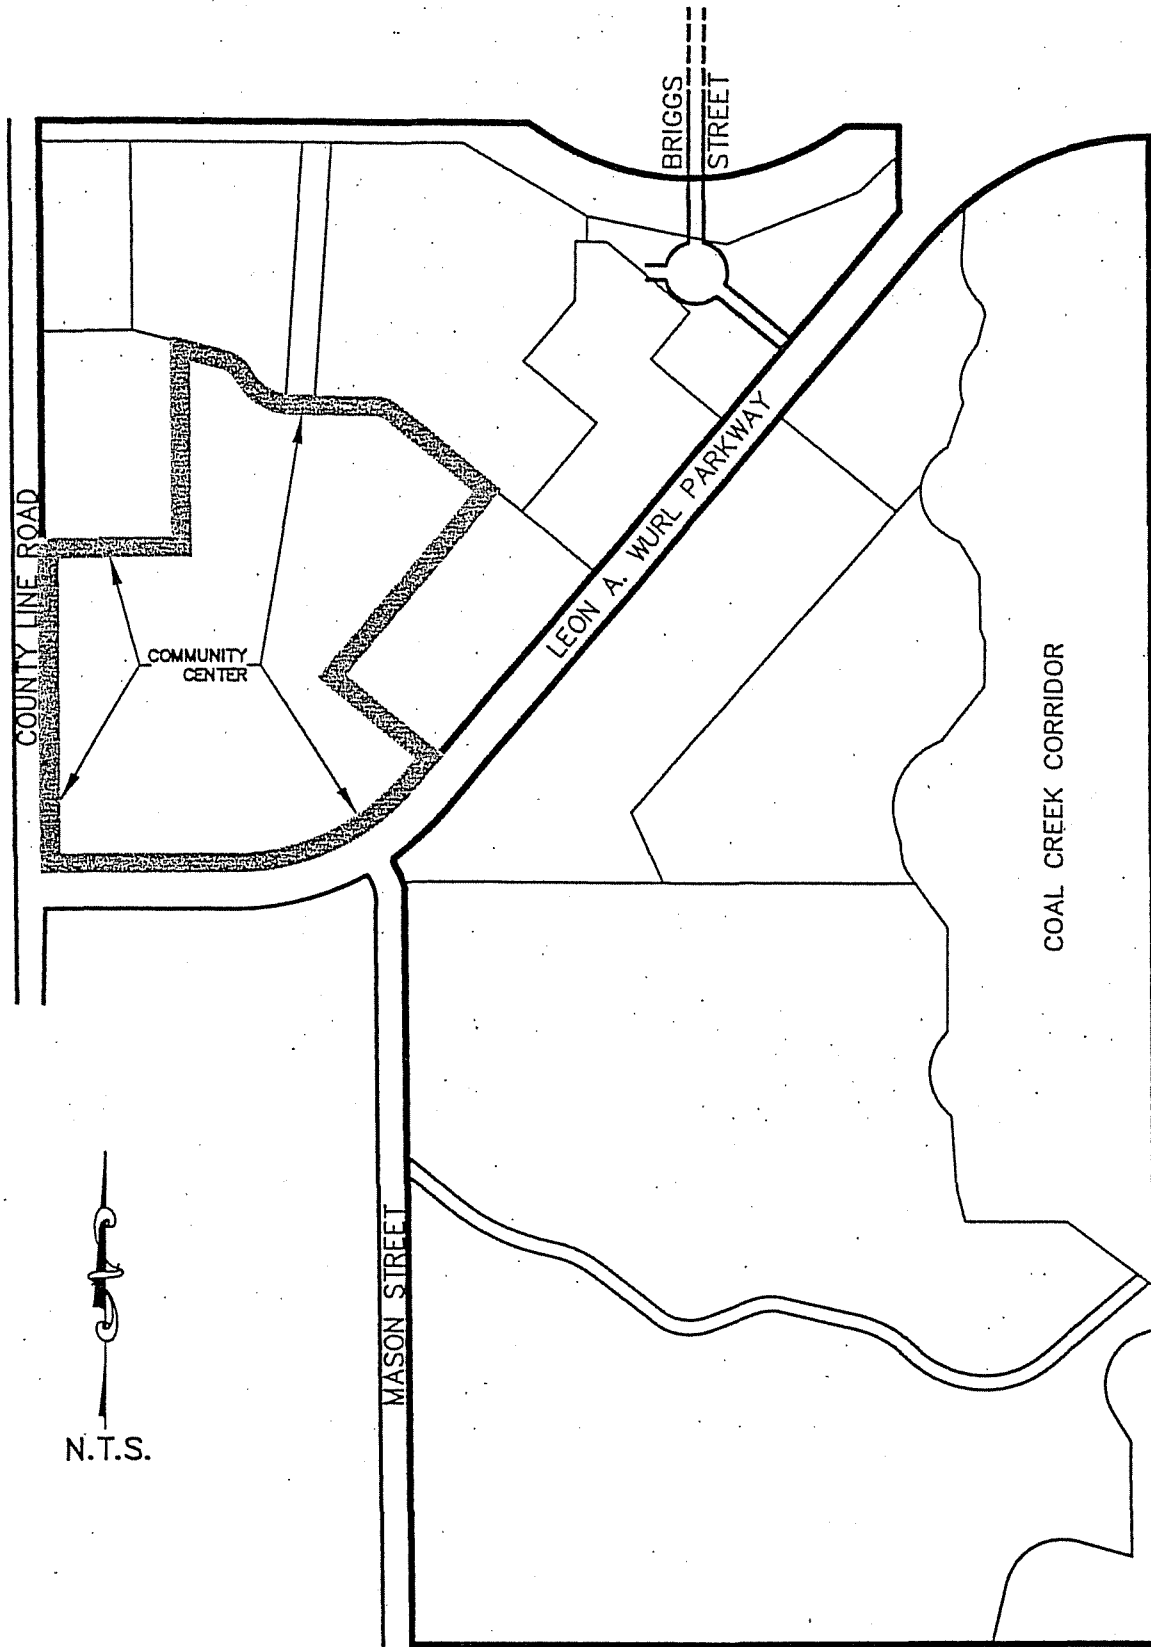 BRIGGS
STREET
COUNTY LINE ROAD
COMMUNITY
CENTER
LEON A. WURL PARKWAY
COAL CREEK CORRIDOR
MASON STREET
N.T.S.